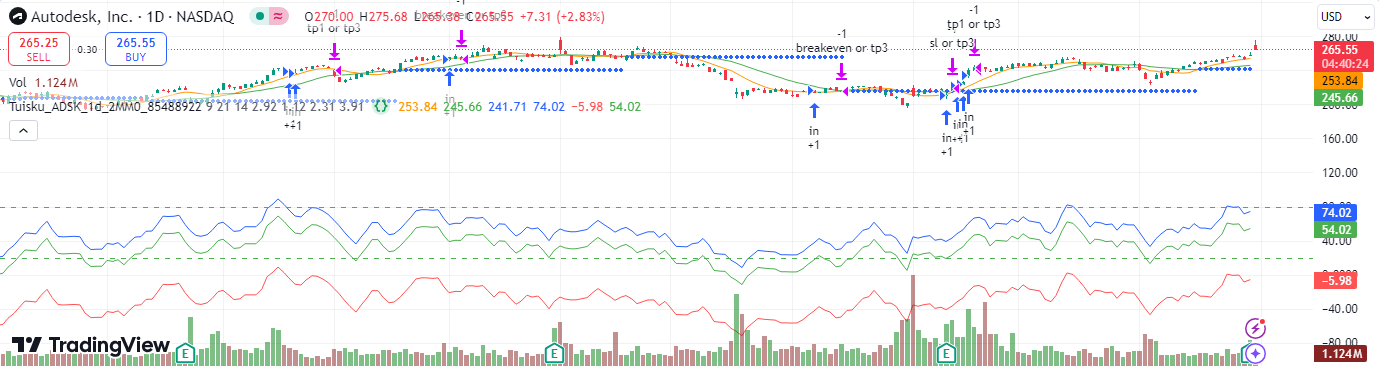 Autodesk, Inc. · 1D · NASDAQ
O270.00 H275.68 L265.38 C265.55 +7.31 (+2.83%)
USD
265.25
SELL
0.30
265.55
BUY
Vol 1.124M
Tuisku_ADSK_1d_2MM0_85488922 9 21 14 2.92 1.12 2.31 3.91 253.84 245.66 241.71 74.02 −5.98 54.02
-1
tp1 or tp3
-1
-1
breakeven or tp3
-1
tp1 or tp3
sl or tp3
in
+1
in
+1
in
+1
in
+1
280.00
265.55
04:40:24
253.84
245.66
160.00
120.00
74.02
54.02
40.00
−5.98
−40.00
−80.00
1.124M
E
E
E
TradingView